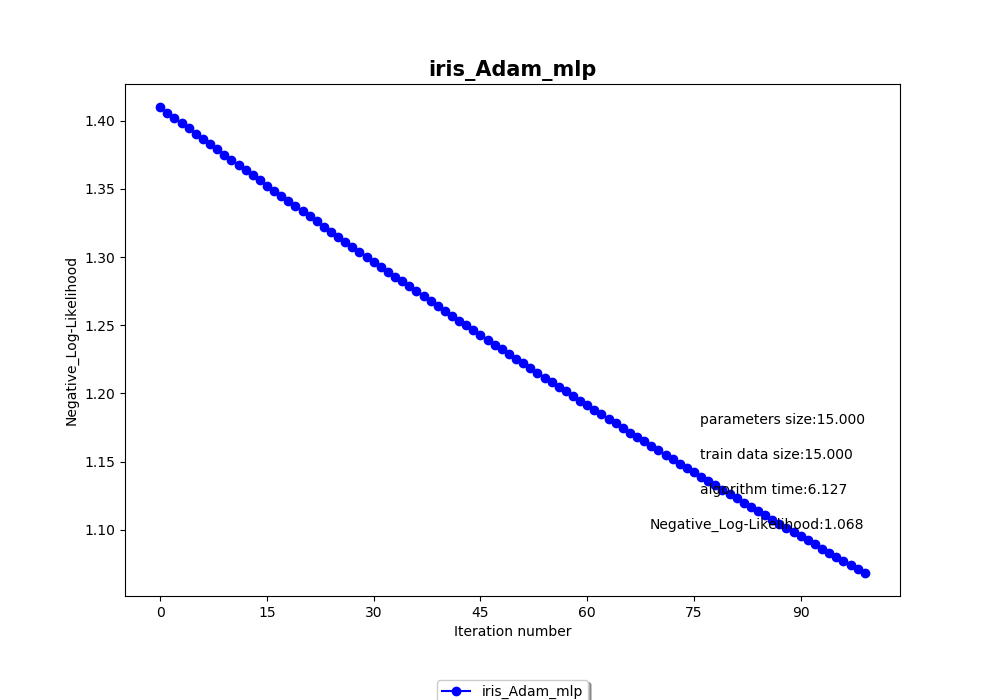 iris_Adam_mlp
Negative_Log-Likelihood
1.40
1.35
1.30
1.25
1.20
1.15
1.10
parameters size:15.000
train data size:15.000
algorithm time:6.127
Negative_Log-Likelihood:1.068
0 15 30 45 60 75 90
Iteration number
iris_Adam_mlp